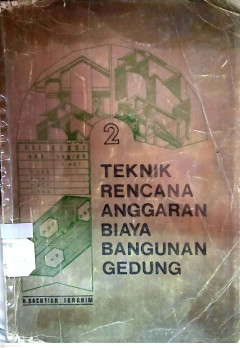 2
TEKNIK
RENCANA
ANGGARAN
BIAYA
BANGUNAN
GEDUNG
H.BACHTIAR IBRAHIM